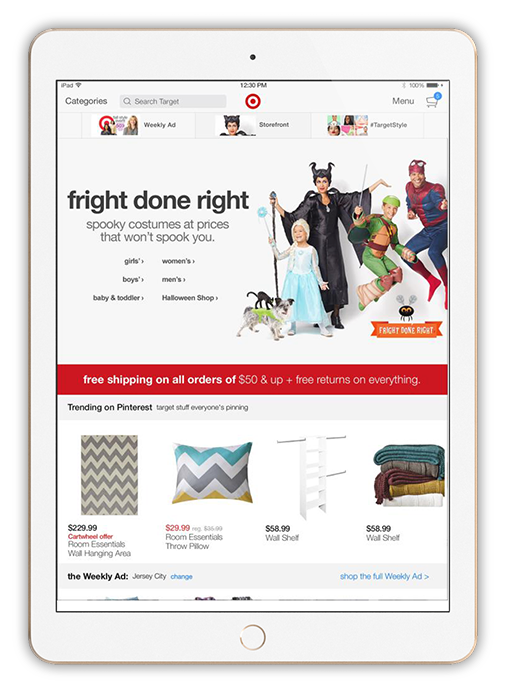 iPad 12:30 PM 100%
Categories Search Target Menu
Weekly Ad Storefront #TargetStyle
fright done right
spooky costumes at prices
that won't spook you.
girls' › women's ›
boys' › men's ›
baby & toddler › Halloween Shop ›
FRIGHT DONE RIGHT
free shipping on all orders of $50 & up + free returns on everything.
Trending on Pinterest target stuff everyone's pinning
$229.99
Cartwheel offer
Room Essentials
Wall Hanging Area
$29.99 reg. $35.99
Room Essentials
Throw Pillow
$58.99
Wall Shelf
$58.99
Wall Shelf
the Weekly Ad: Jersey City change shop the full Weekly Ad >